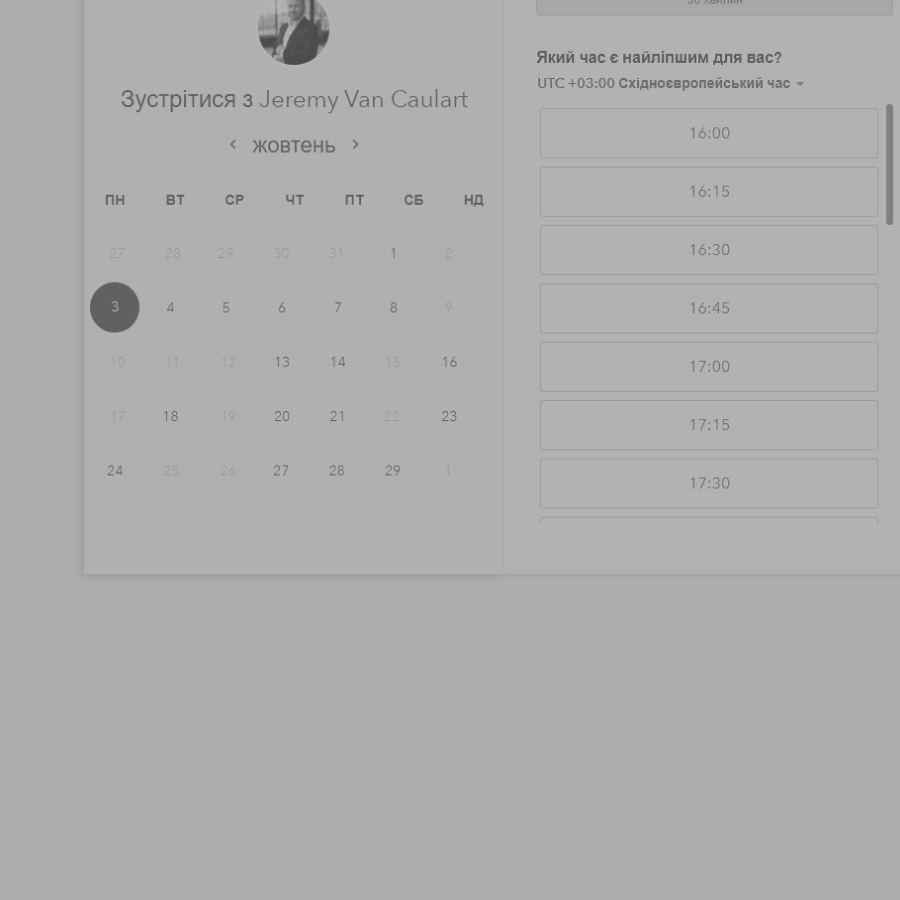 30 хвилин
Зустрітися з Jeremy Van Caulart
жовтень
ПН ВТ СР ЧТ ПТ СБ НД
27 28 29 30 31 1 2
3 4 5 6 7 8 9
10 11 12 13 14 15 16
17 18 19 20 21 22 23
24 25 26 27 28 29 1
Який час є найліпшим для вас?
UTC +03:00 Східноєвропейський час
16:00
16:15
16:30
16:45
17:00
17:15
17:30